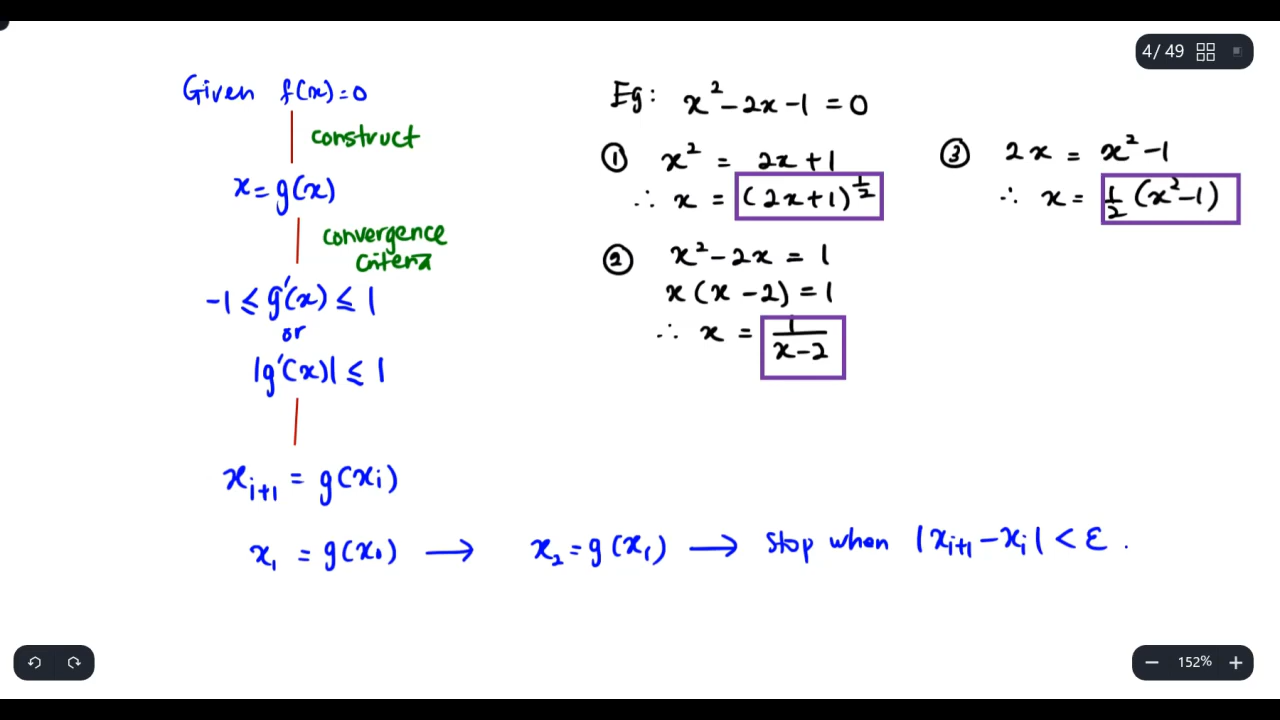 4/ 49
Given f(x)=0
construct
x=g(x)
convergence
criteria
-1 ≤ g'(x) ≤ 1
or
|g'(x)| ≤ 1
x_{i+1} = g(x_i)
x_1 = g(x_0) → x_2 = g(x_1) → Stop when |x_{i+1} - x_i| < ε .
Eg: x² - 2x - 1 = 0
① x² = 2x + 1
∴ x = (2x+1)^{1/2}
② x² - 2x = 1
x(x - 2) = 1
∴ x = 1/(x-2)
③ 2x = x² - 1
∴ x = 1/2 (x² - 1)
152%